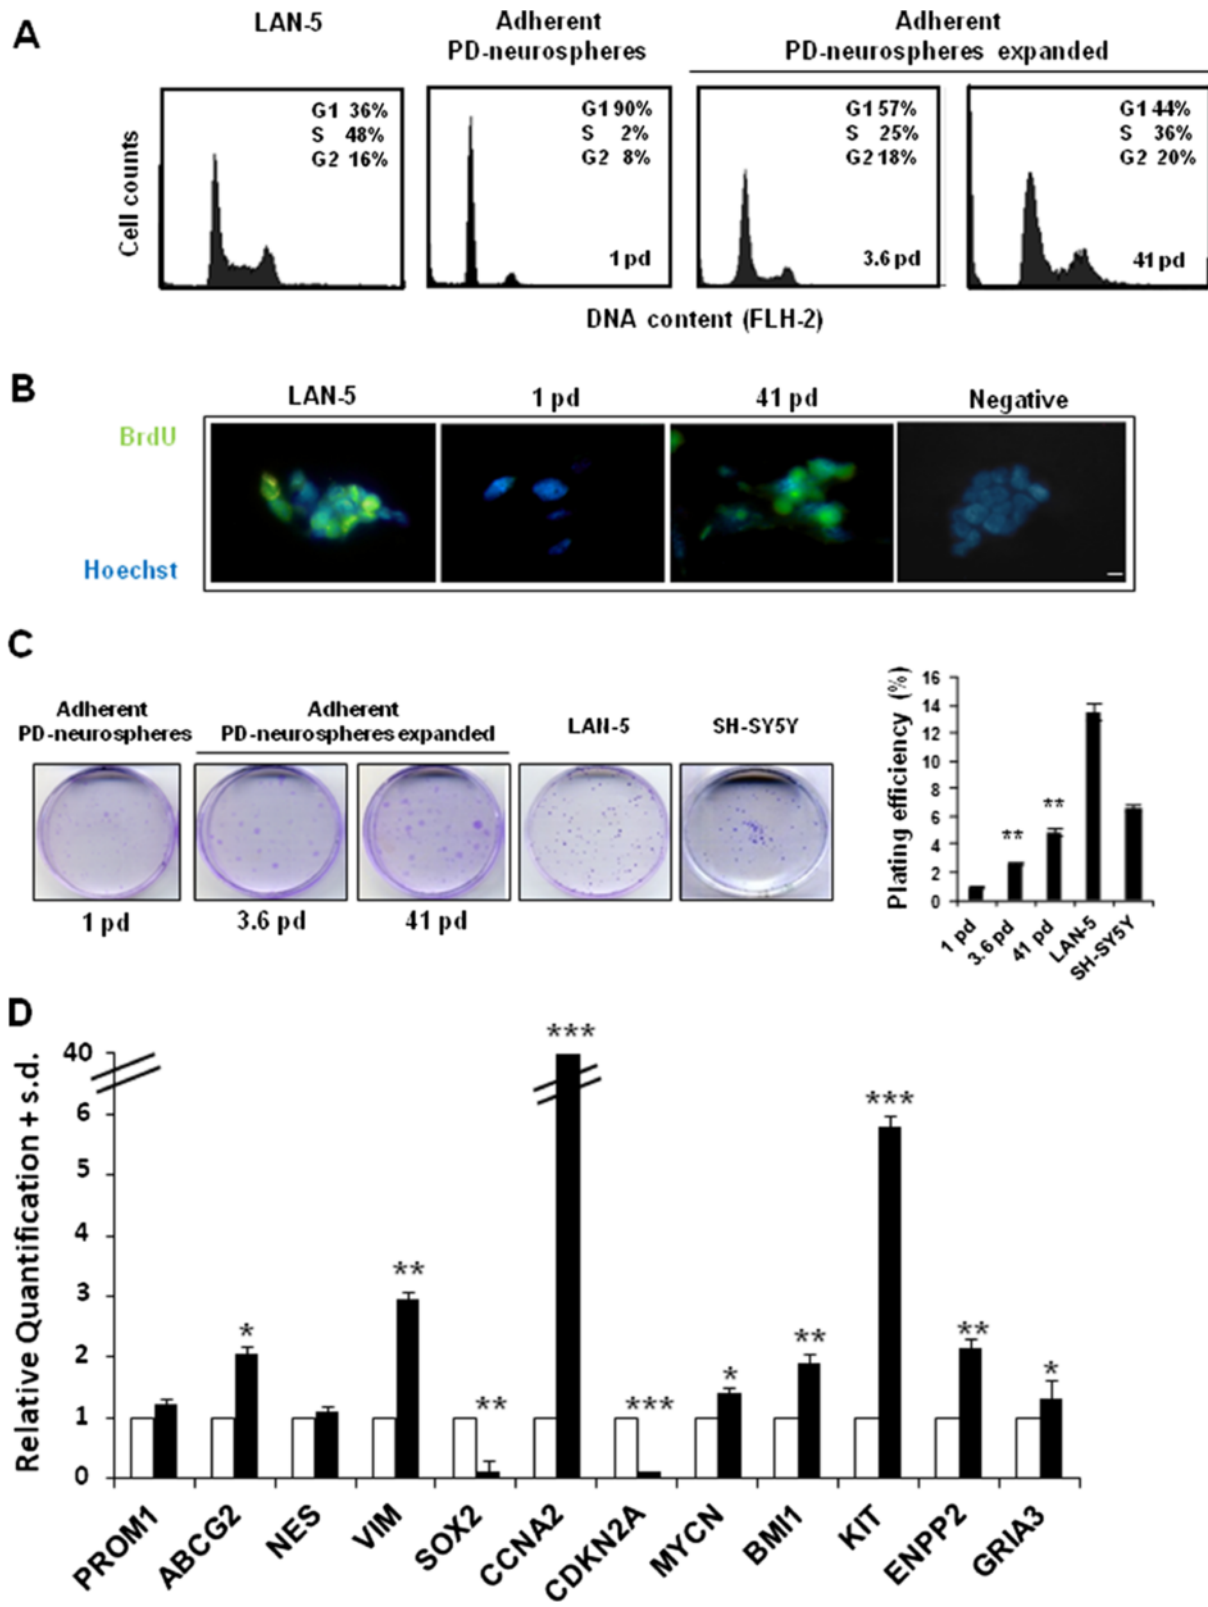 A
LAN-5
Adherent
PD-neurospheres
Adherent
PD-neurospheres expanded
Cell counts
G1 36%
S 48%
G2 16%
G1 90%
S 2%
G2 8%
1 pd
G1 57%
S 25%
G2 18%
3.6 pd
G1 44%
S 36%
G2 20%
41 pd
DNA content (FLH-2)
B
LAN-5
1 pd
41 pd
Negative
BrdU
Hoechst
C
Adherent
PD-neurospheres
Adherent
PD-neurospheres expanded
LAN-5
SH-SY5Y
1 pd
3.6 pd
41 pd
Plating efficiency (%)
16
14
12
10
8
6
4
2
0
**
**
1 pd
3.6 pd
41 pd
LAN-5
SH-SY5Y
D
Relative Quantification + s.d.
40
6
5
4
3
2
1
0
*
**
**
***
***
*
**
***
**
*
PROM1
ABCG2
NES
VIM
SOX2
CCNA2
CDKN2A
MYCN
BMI1
KIT
ENPP2
GRIA3